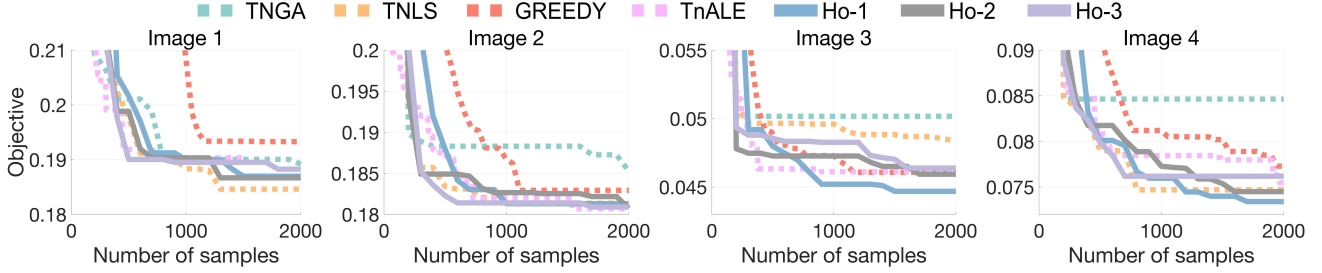 TNGA TNLS GREEDY TnALE Ho-1 Ho-2 Ho-3
Image 1 Image 2 Image 3 Image 4
Objective
0.21 0.2 0.19 0.18
0 1000 2000
Number of samples
0.2 0.195 0.19 0.185 0.18
0 1000 2000
Number of samples
0.055 0.05 0.045
0 1000 2000
Number of samples
0.09 0.085 0.08 0.075
0 1000 2000
Number of samples